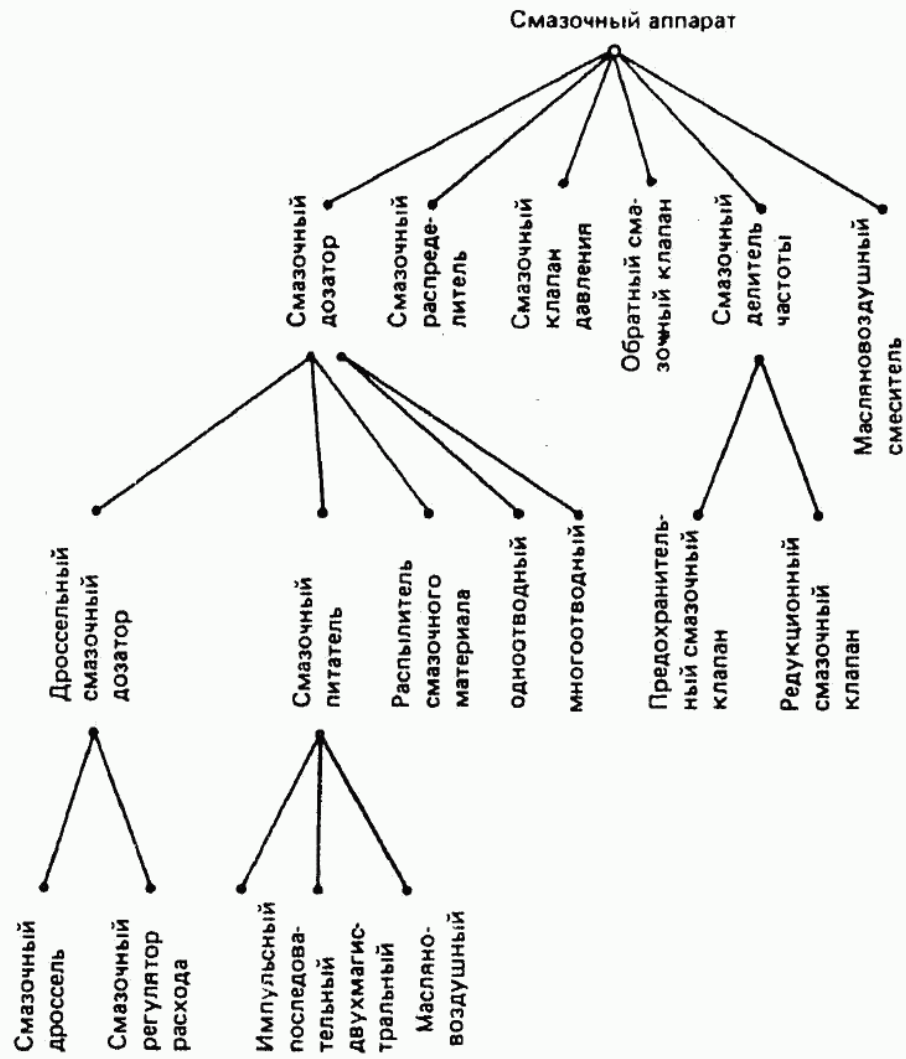 Смазочный аппарат
Смазочный
дозатор
Смазочный
распреде-
литель
Смазочный
клапан
давления
Обратный сма-
зочный клапан
Смазочный
делитель
частоты
Масляновоздушный
смеситель
Дроссельный
смазочный
дозатор
Смазочный
питатель
Распылитель
смазочного
материала
одноотводный
многоотводный
Предохранитель-
ный смазочный
клапан
Редукционный
смазочный
клапан
Смазочный
дроссель
Смазочный
регулятор
расхода
Импульсный
последова-
тельный
двухмагис-
тральный
Масляно-
воздушный